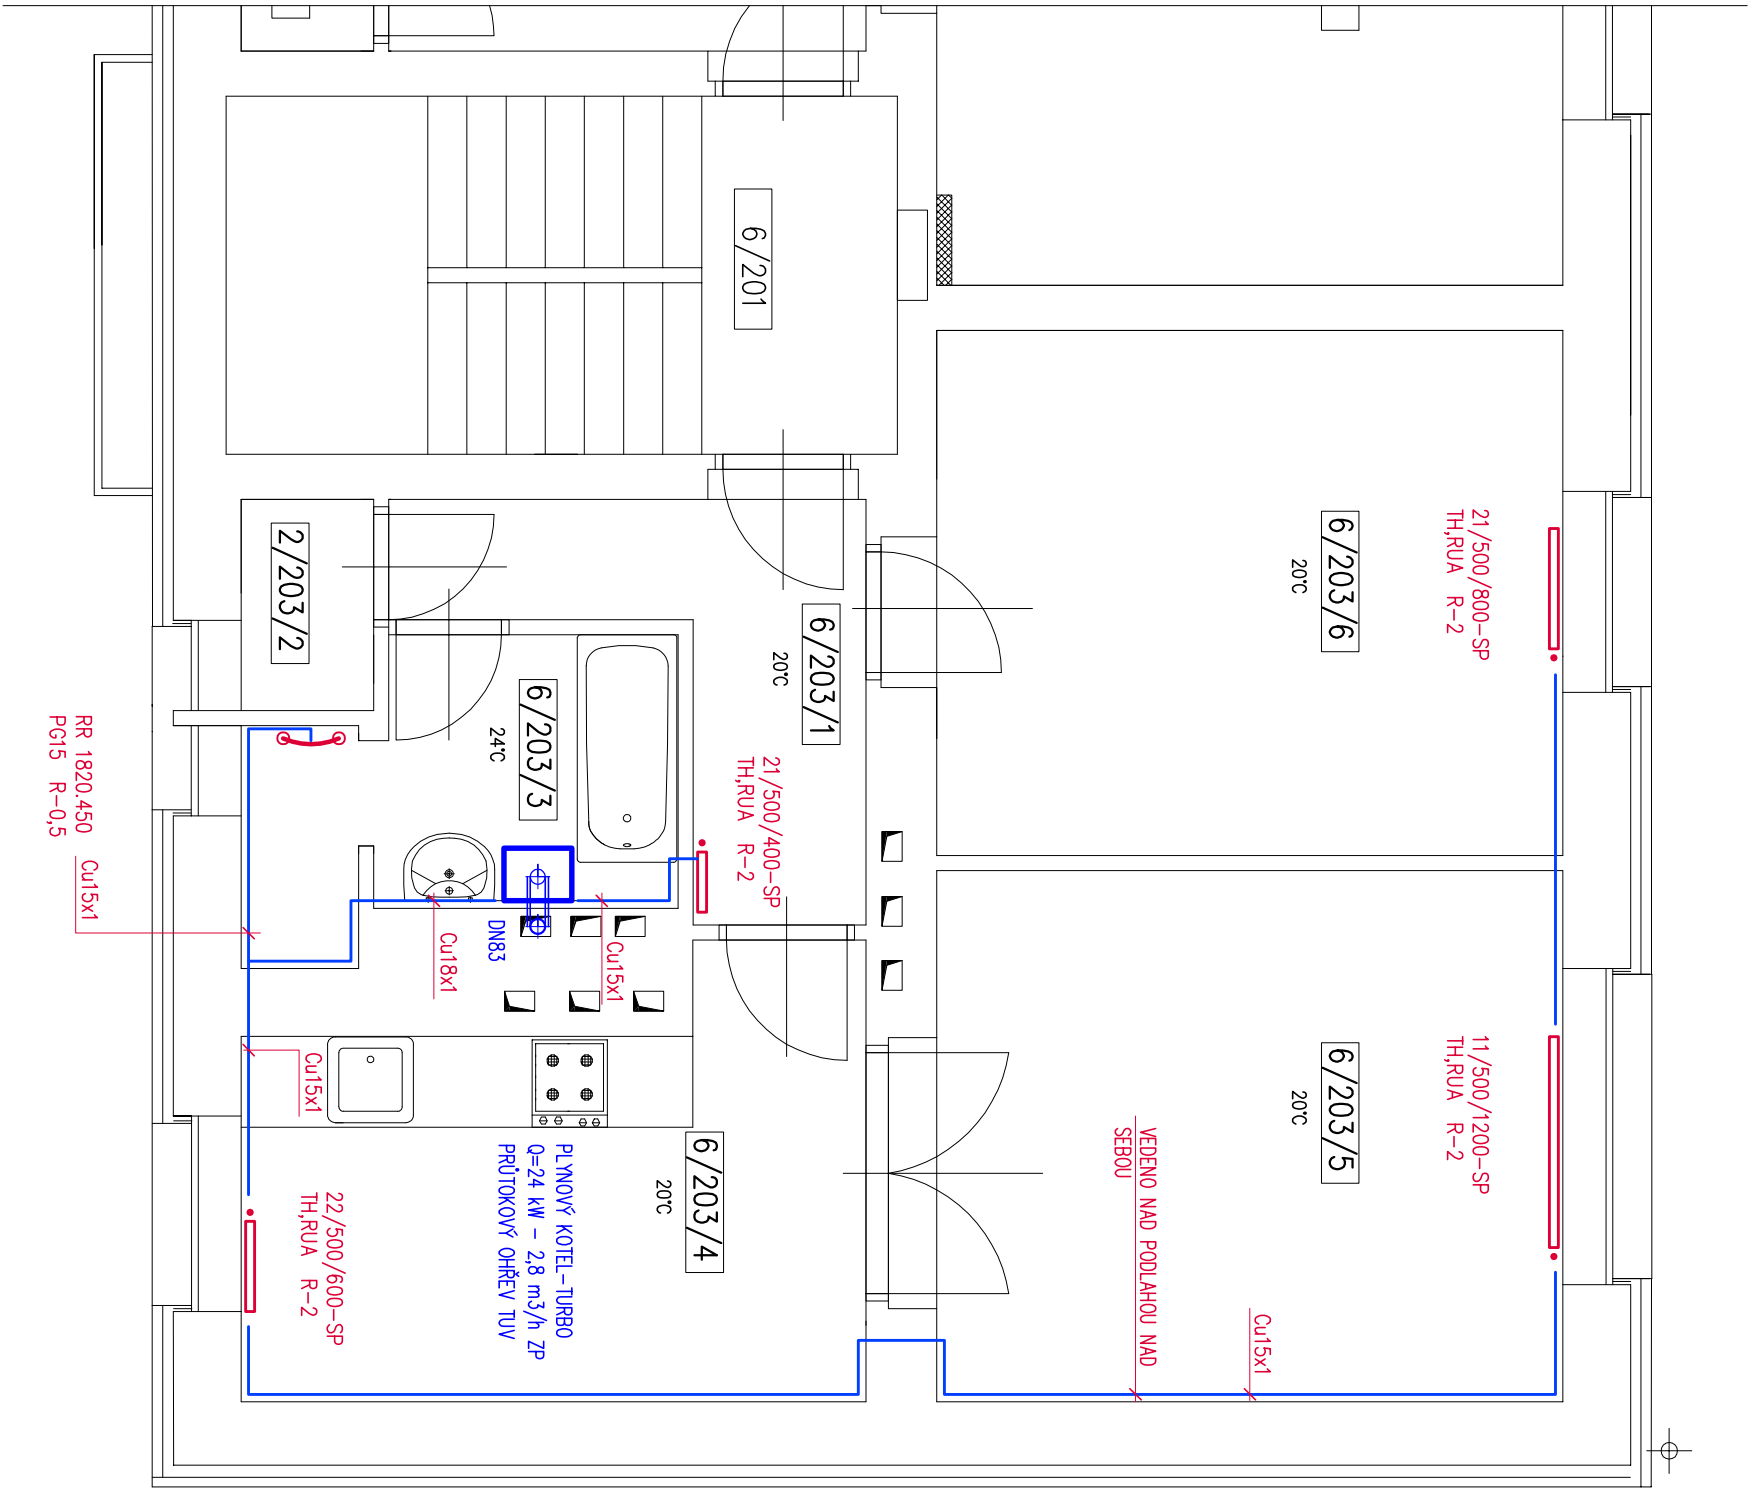 6/201
21/500/800-SP
TH,RUA R-2
6/203/6
20°C
2/203/2
6/203/1
20°C
6/203/3
24°C
21/500/400-SP
TH,RUA R-2
RR 1820.450
PG15 R-0,5
Cu15x1
Cu18x1
DN83
Cu15x1
Cu15x1
11/500/1200-SP
TH,RUA R-2
6/203/5
20°C
VEDENO NAD PODLAHOU NAD
SEBOU
6/203/4
20°C
PLYNOVÝ KOTEL-TURBO
Q=24 kW - 2,8 m3/h ZP
PRŮTOKOVÝ OHŘEV TUV
22/500/600-SP
TH,RUA R-2
Cu15x1